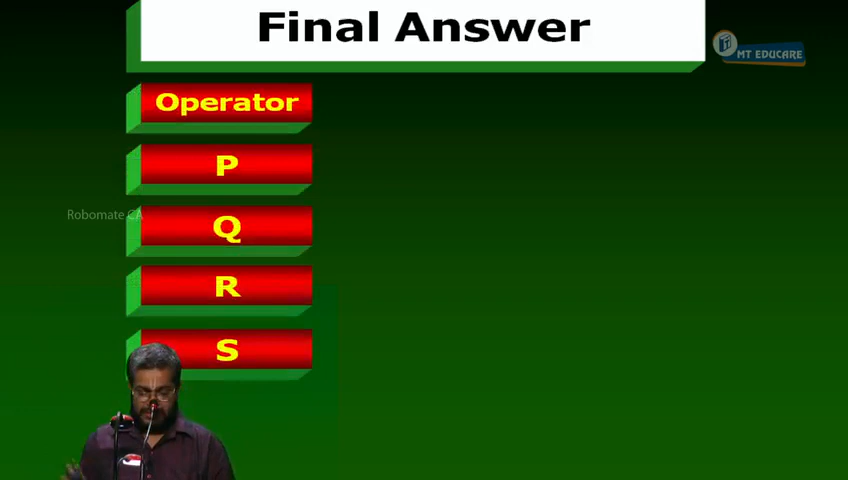 Final Answer
MT EDUCARE
Operator
P
Robomate CA
Q
R
S